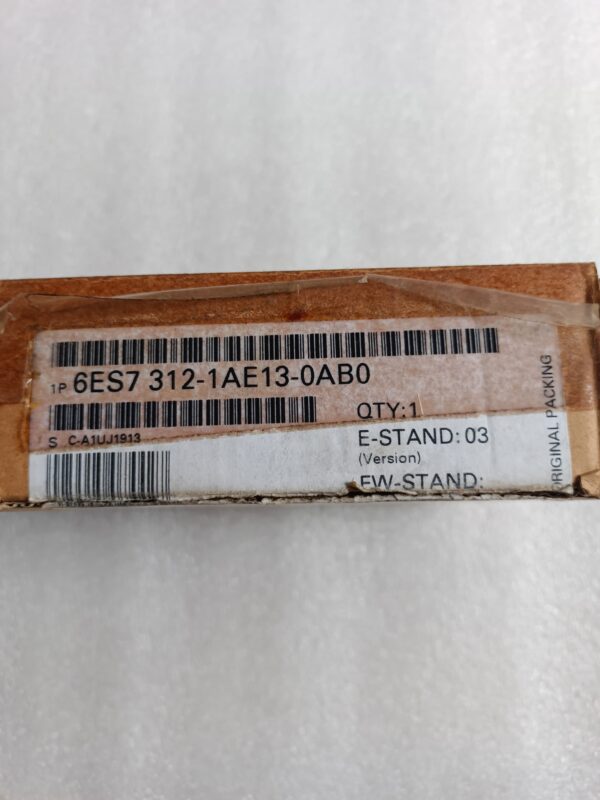 1P 6ES7 312-1AE13-0AB0
QTY:1
S C-A1UJ1913
E-STAND: 03
(Version)
FW-STAND:
ORIGINAL PACKING